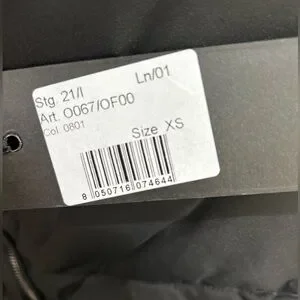 Stg. 21/I Ln/01
Art. O067/OF00
Col. 0801
Size XS
8 050716 074644